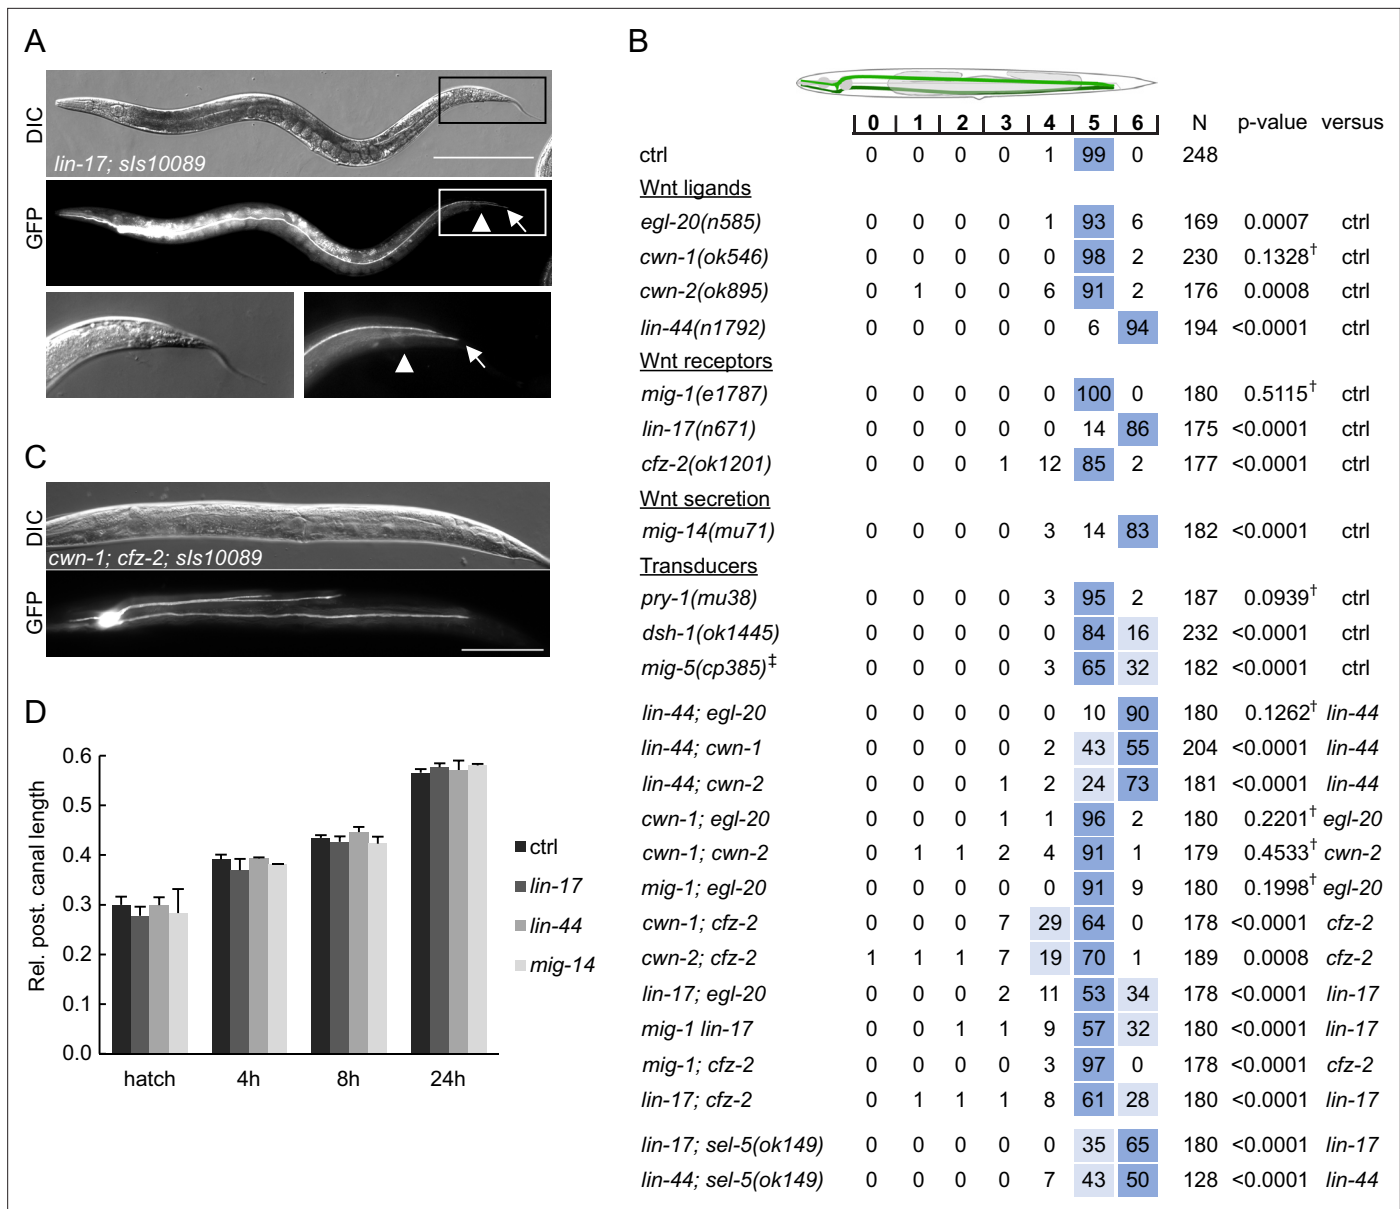 A
DIC
lin-17; sIs10089
GFP
B
0 1 2 3 4 5 6 N p-value versus
ctrl 0 0 0 0 1 99 0 248
Wnt ligands
egl-20(n585) 0 0 0 0 1 93 6 169 0.0007 ctrl
cwn-1(ok546) 0 0 0 0 0 98 2 230 0.1328† ctrl
cwn-2(ok895) 0 1 0 0 6 91 2 176 0.0008 ctrl
lin-44(n1792) 0 0 0 0 0 6 94 194 <0.0001 ctrl
Wnt receptors
mig-1(e1787) 0 0 0 0 0 100 0 180 0.5115† ctrl
lin-17(n671) 0 0 0 0 0 14 86 175 <0.0001 ctrl
cfz-2(ok1201) 0 0 0 1 12 85 2 177 <0.0001 ctrl
Wnt secretion
mig-14(mu71) 0 0 0 0 3 14 83 182 <0.0001 ctrl
Transducers
pry-1(mu38) 0 0 0 0 3 95 2 187 0.0939† ctrl
dsh-1(ok1445) 0 0 0 0 0 84 16 232 <0.0001 ctrl
mig-5(cp385)‡ 0 0 0 0 3 65 32 182 <0.0001 ctrl
lin-44; egl-20 0 0 0 0 0 10 90 180 0.1262† lin-44
lin-44; cwn-1 0 0 0 0 2 43 55 204 <0.0001 lin-44
lin-44; cwn-2 0 0 0 1 2 24 73 181 <0.0001 lin-44
cwn-1; egl-20 0 0 0 1 1 96 2 180 0.2201† egl-20
cwn-1; cwn-2 0 1 1 2 4 91 1 179 0.4533† cwn-2
mig-1; egl-20 0 0 0 0 0 91 9 180 0.1998† egl-20
cwn-1; cfz-2 0 0 0 7 29 64 0 178 <0.0001 cfz-2
cwn-2; cfz-2 1 1 1 7 19 70 1 189 0.0008 cfz-2
lin-17; egl-20 0 0 0 2 11 53 34 178 <0.0001 lin-17
mig-1 lin-17 0 0 1 1 9 57 32 180 <0.0001 lin-17
mig-1; cfz-2 0 0 0 0 3 97 0 178 <0.0001 cfz-2
lin-17; cfz-2 0 1 1 1 8 61 28 180 <0.0001 lin-17
lin-17; sel-5(ok149) 0 0 0 0 0 35 65 180 <0.0001 lin-17
lin-44; sel-5(ok149) 0 0 0 0 7 43 50 128 <0.0001 lin-44
C
DIC
cwn-1; cfz-2; sIs10089
GFP
D
Rel. post. canal length
0.6
0.5
0.4
0.3
0.2
0.1
0.0
hatch 4h 8h 24h
ctrl
lin-17
lin-44
mig-14